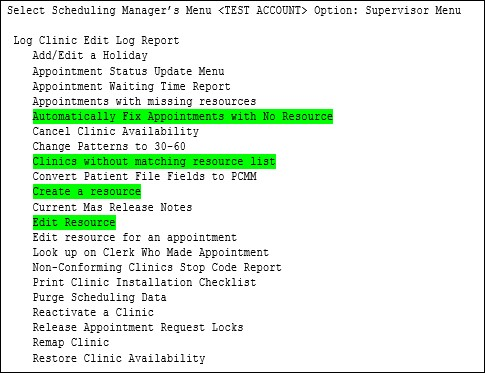 Select Scheduling Manager's Menu <TEST ACCOUNT> Option: Supervisor Menu
Log Clinic Edit Log Report
Add/Edit a Holiday
Appointment Status Update Menu
Appointment Waiting Time Report
Appointments with missing resources
Automatically Fix Appointments with No Resource
Cancel Clinic Availability
Change Patterns to 30-60
Clinics without matching resource list
Convert Patient File Fields to PCMM
Create a resource
Current Mas Release Notes
Edit Resource
Edit resource for an appointment
Look up on Clerk Who Made Appointment
Non-Conforming Clinics Stop Code Report
Print Clinic Installation Checklist
Purge Scheduling Data
Reactivate a Clinic
Release Appointment Request Locks
Remap Clinic
Restore Clinic Availability